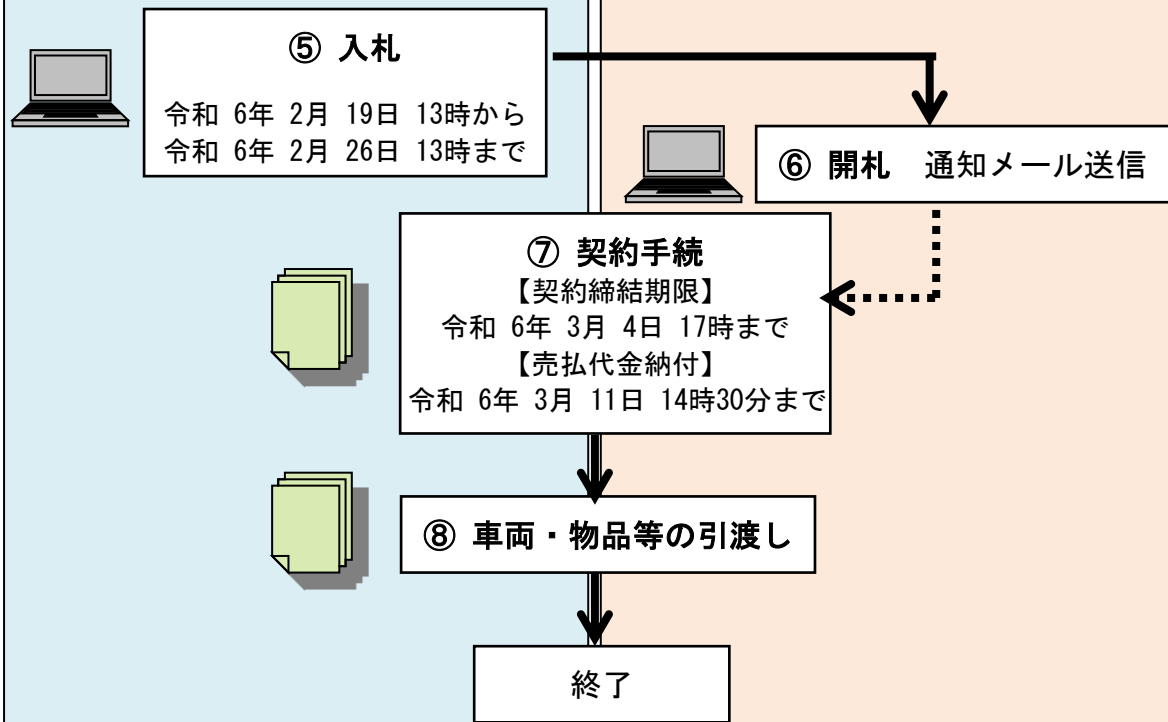 ⑤ 入札
令和 6年 2月 19日 13時から
令和 6年 2月 26日 13時まで
⑥ 開札　通知メール送信
⑦ 契約手続
【契約締結期限】
令和 6年 3月 4日 17時まで
【売払代金納付】
令和 6年 3月 11日 14時30分まで
⑧ 車両・物品等の引渡し
終了